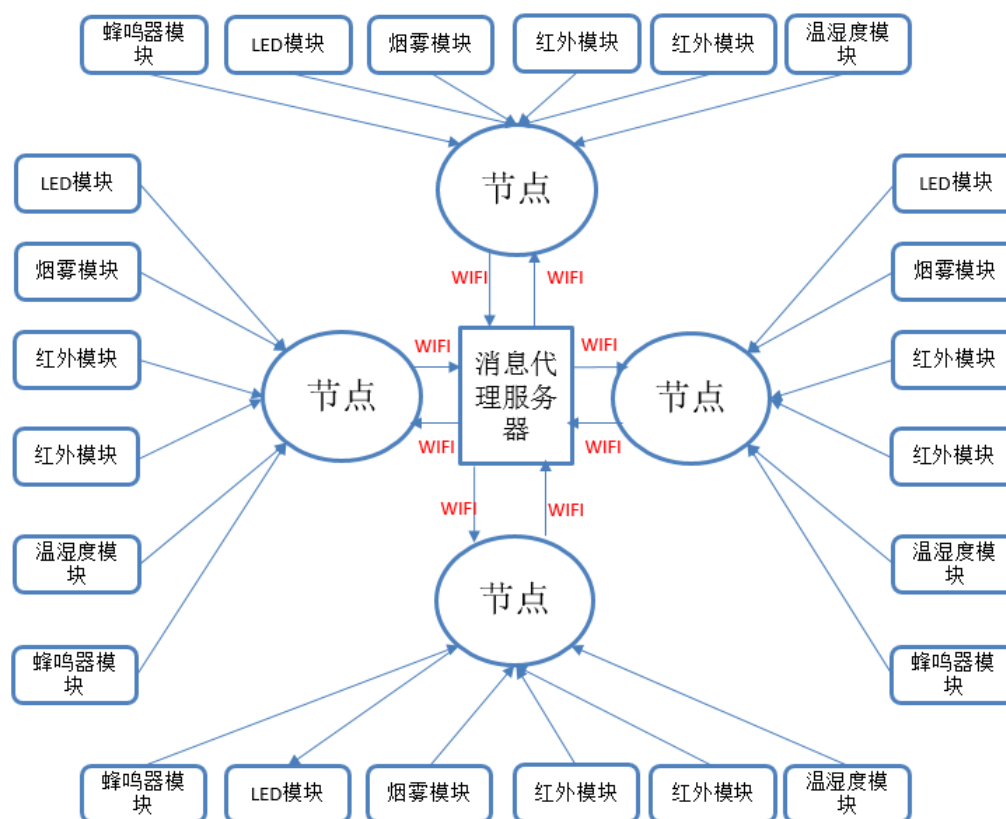 蜂鸣器模
块
LED模块
烟雾模块
红外模块
红外模块
温湿度模
块
节点
LED模块
LED模块
烟雾模块
烟雾模块
WIFI
WIFI
红外模块
WIFI
WIFI
红外模块
节点
消息代
理服务
器
节点
红外模块
WIFI
WIFI
红外模块
WIFI
WIFI
温湿度模
块
温湿度模
块
节点
蜂鸣器模
块
蜂鸣器模
块
蜂鸣器模
块
LED模块
烟雾模块
红外模块
红外模块
温湿度模
块